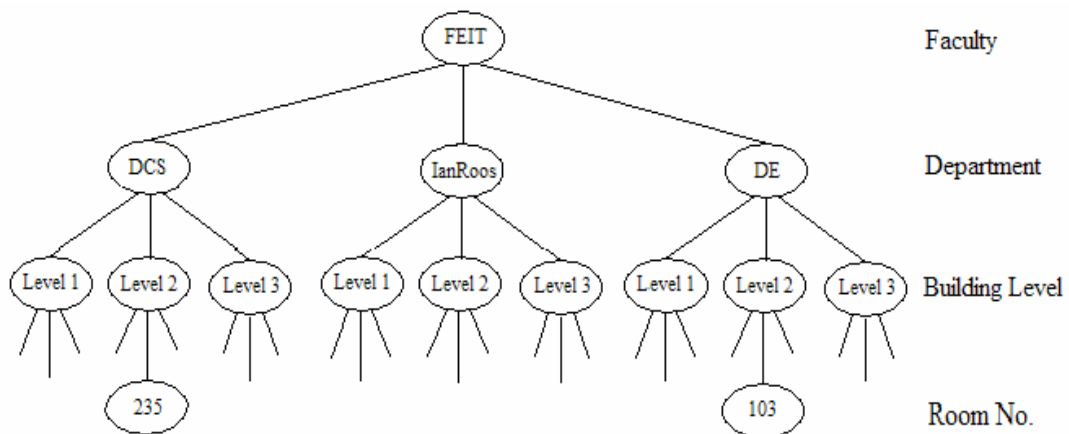 FEIT
Faculty
DCS
IanRoos
DE
Department
Level 1
Level 2
Level 3
Level 1
Level 2
Level 3
Level 1
Level 2
Level 3
Building Level
235
103
Room No.